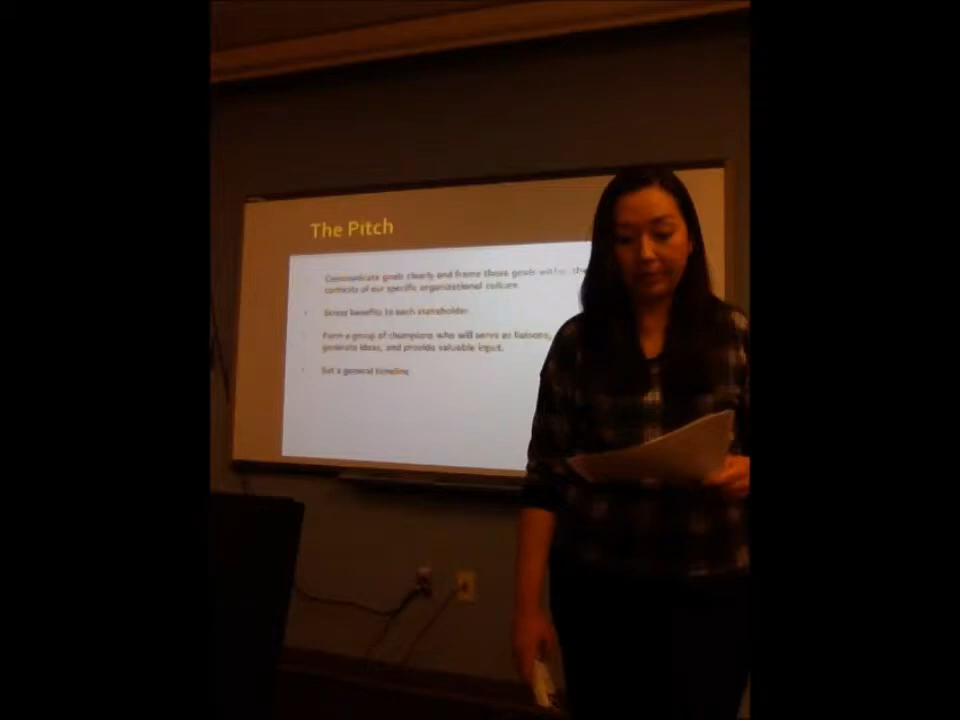 The Pitch
Communicate goals clearly and frame those goals within the
contexts of our specific organizational culture.
Stress benefits to each stakeholder
Form a group of champions who will serve as liaisons,
generate ideas, and provide valuable input.
Set a general timeline